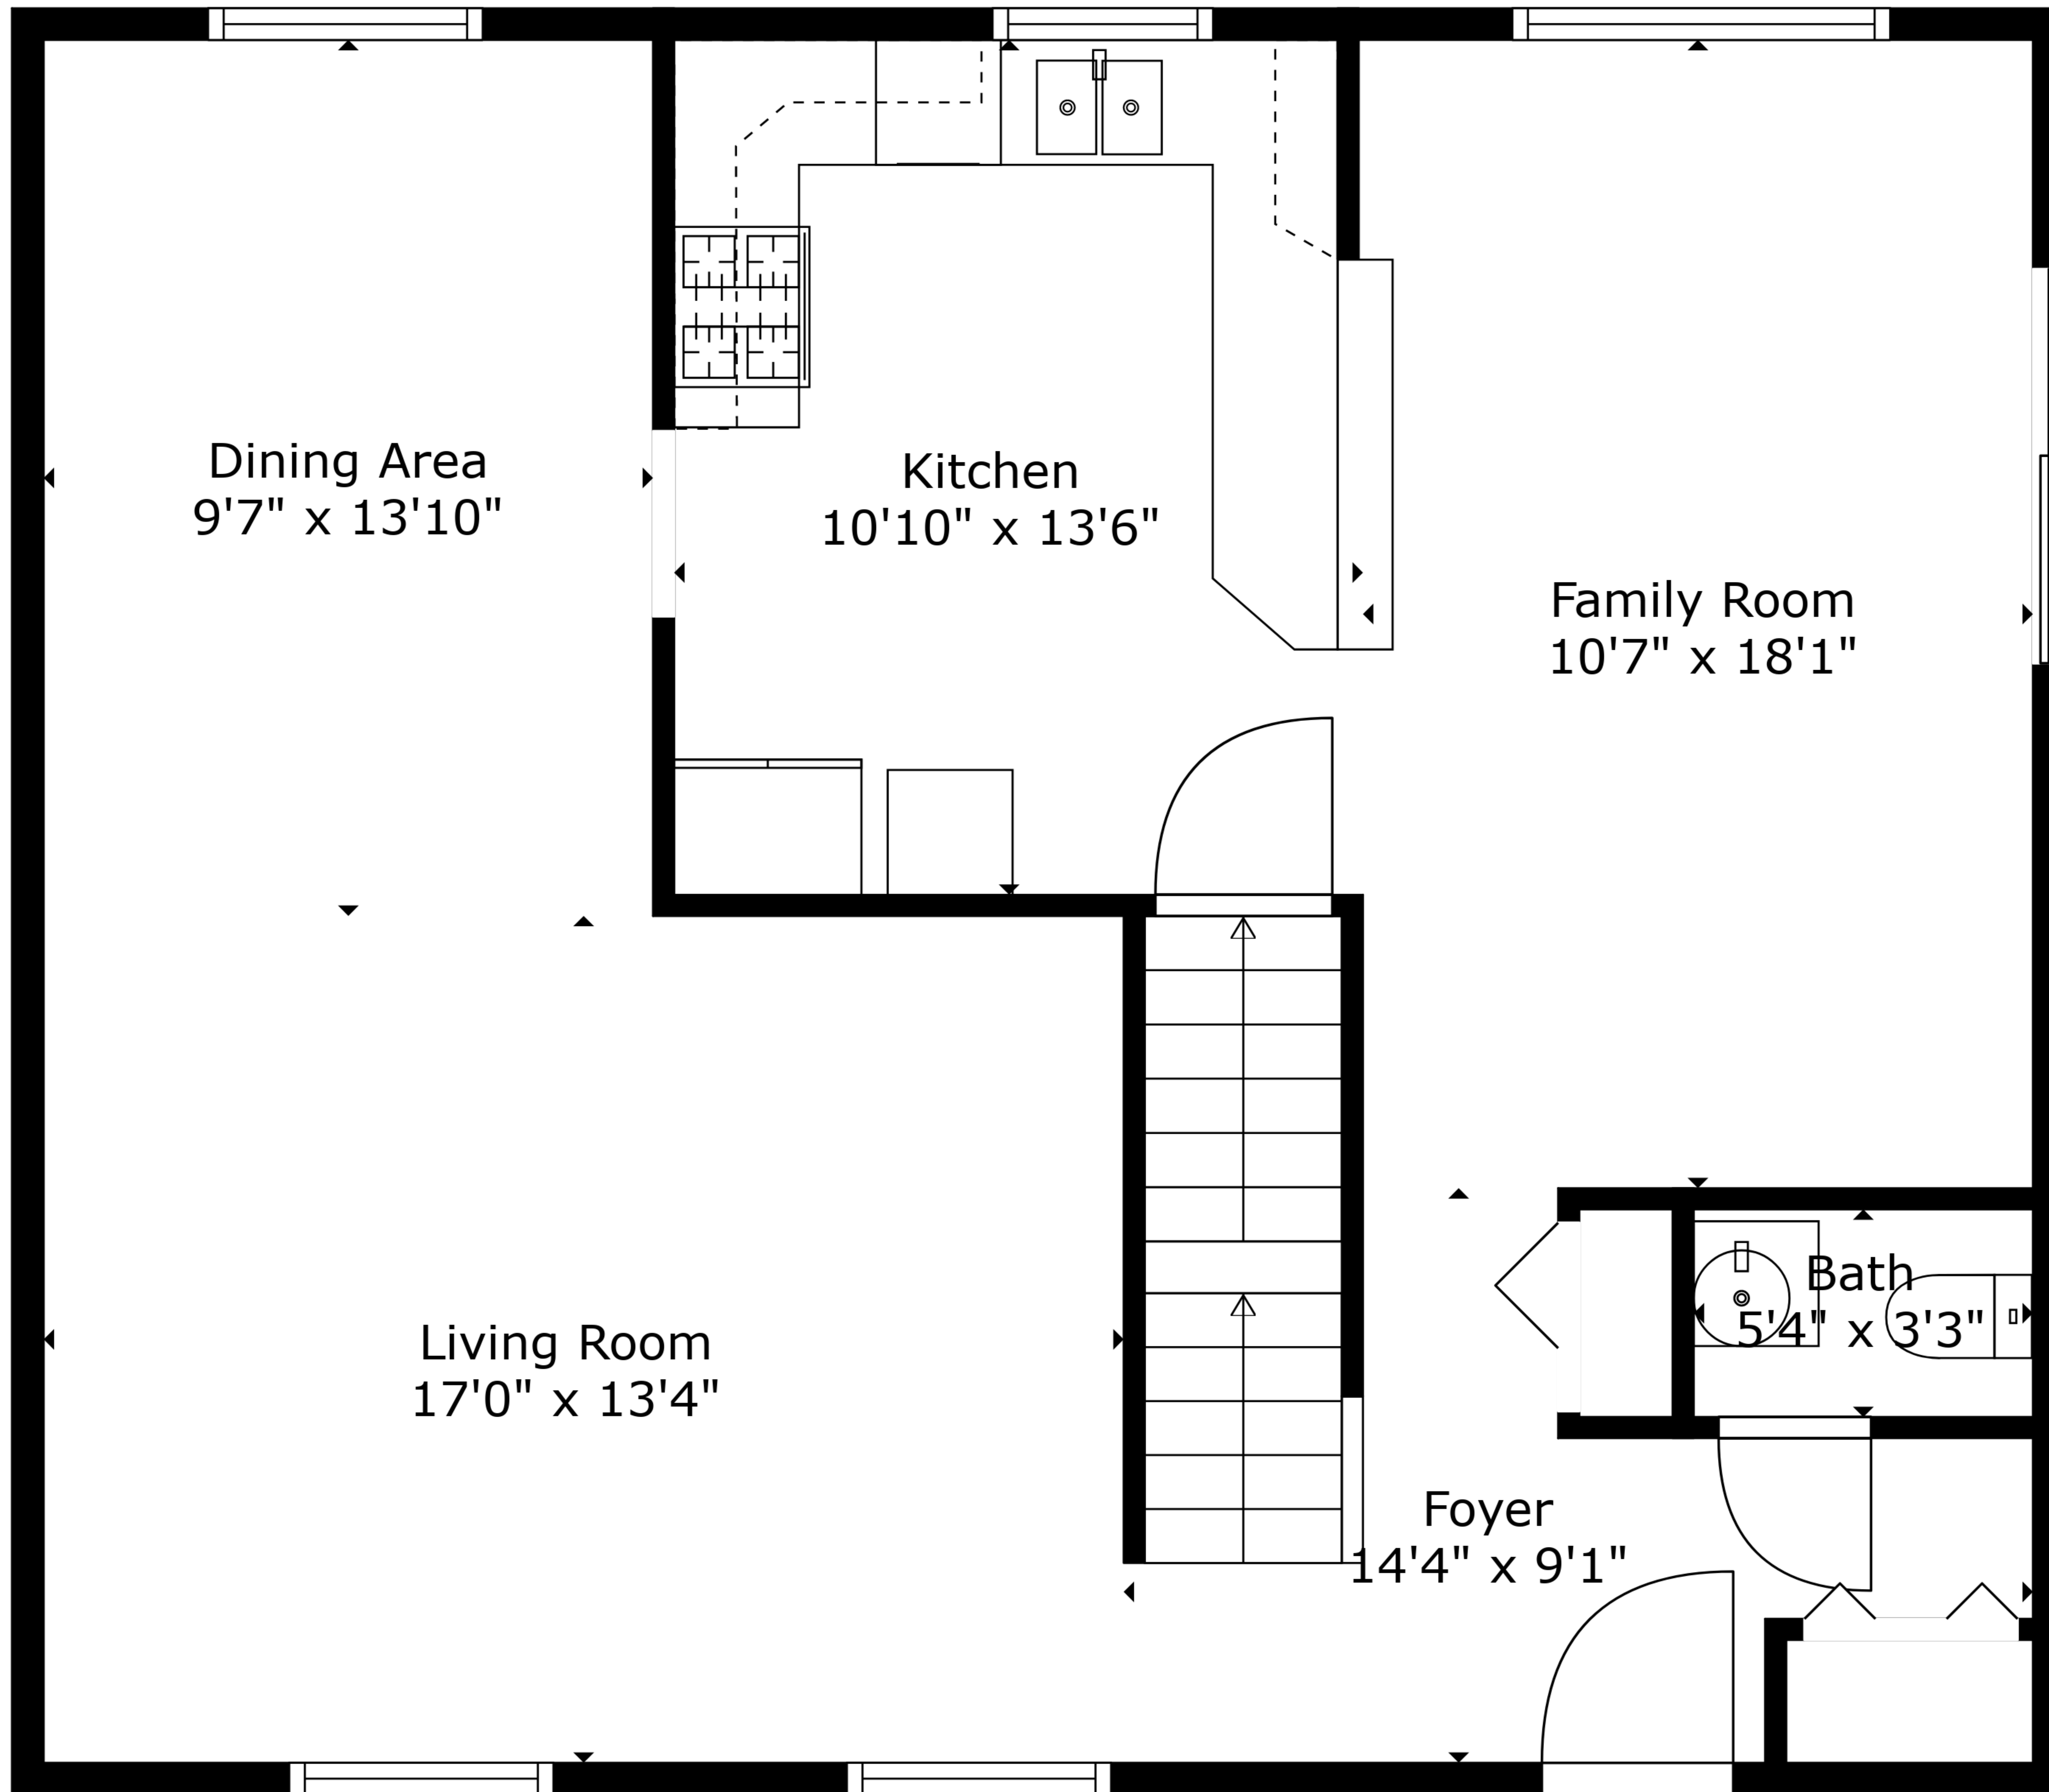 Dining Area
9'7" x 13'10"
Kitchen
10'10" x 13'6"
Family Room
10'7" x 18'1"
Living Room
17'0" x 13'4"
Bath
5'4" x 3'3"
Foyer
14'4" x 9'1"